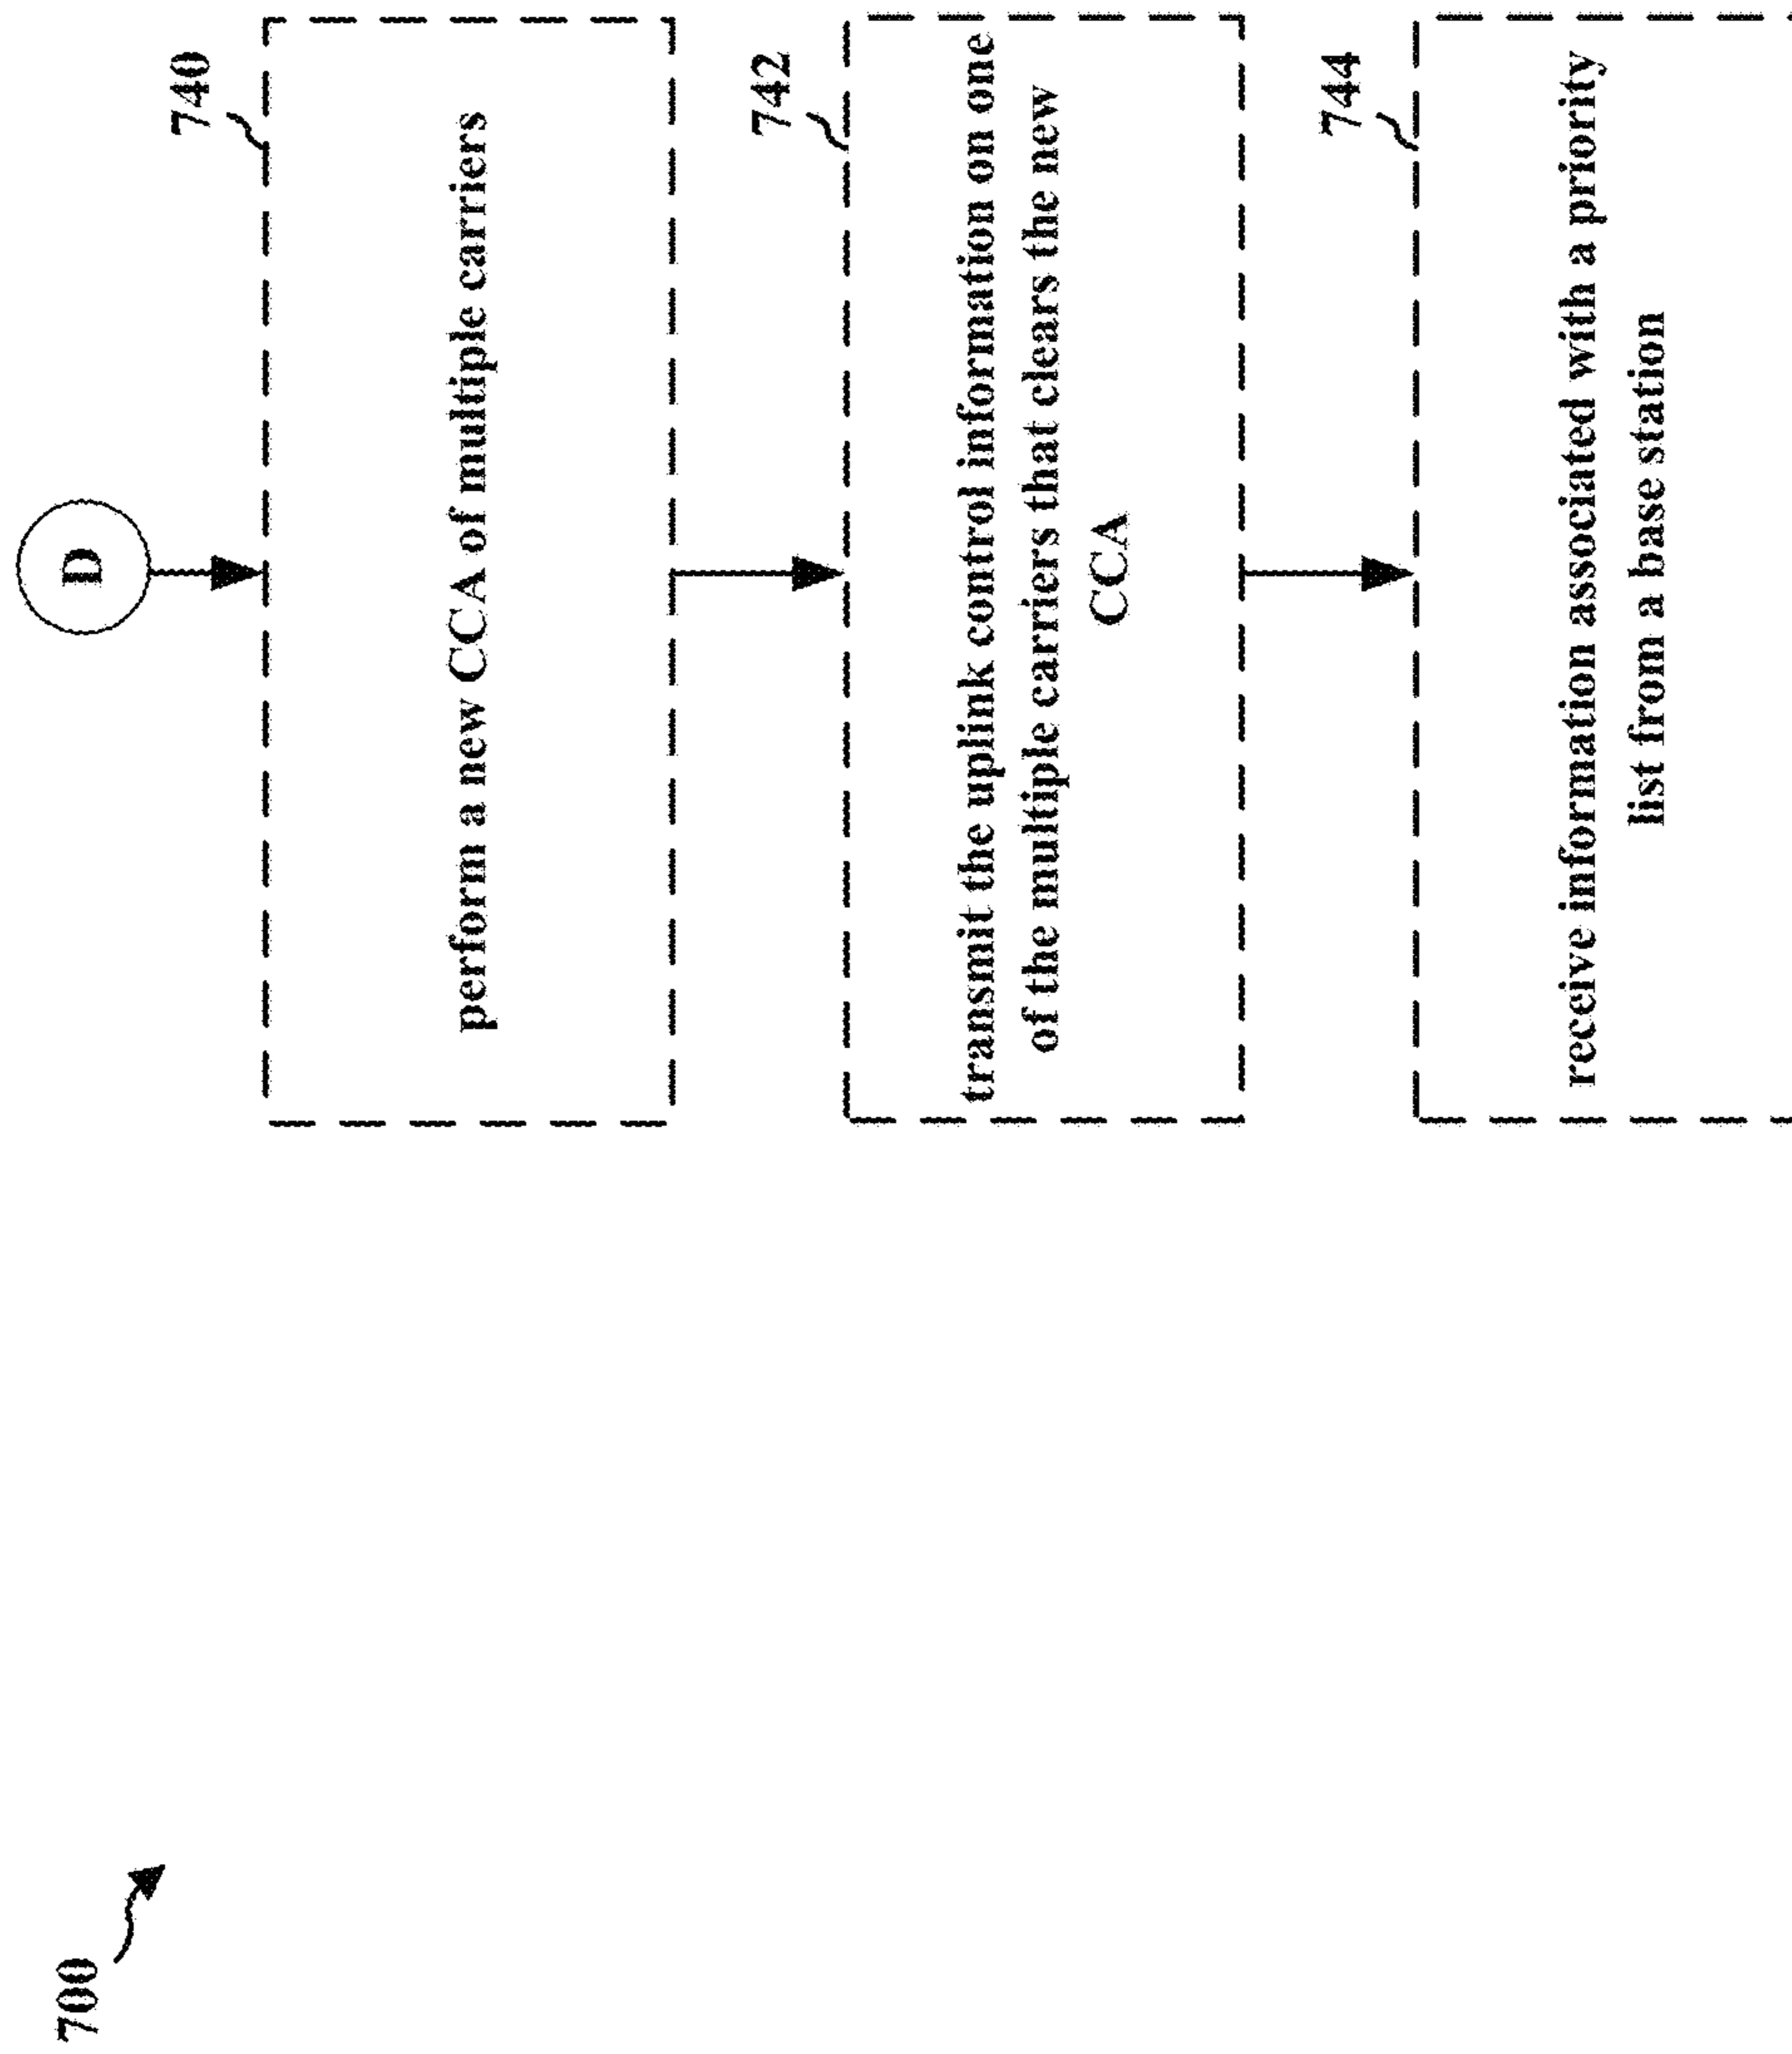 700
D
740
perform a new CCA of multiple carriers
742
transmit the uplink control information on one
of the multiple carriers that clears the new
CCA
744
receive information associated with a priority
list from a base station